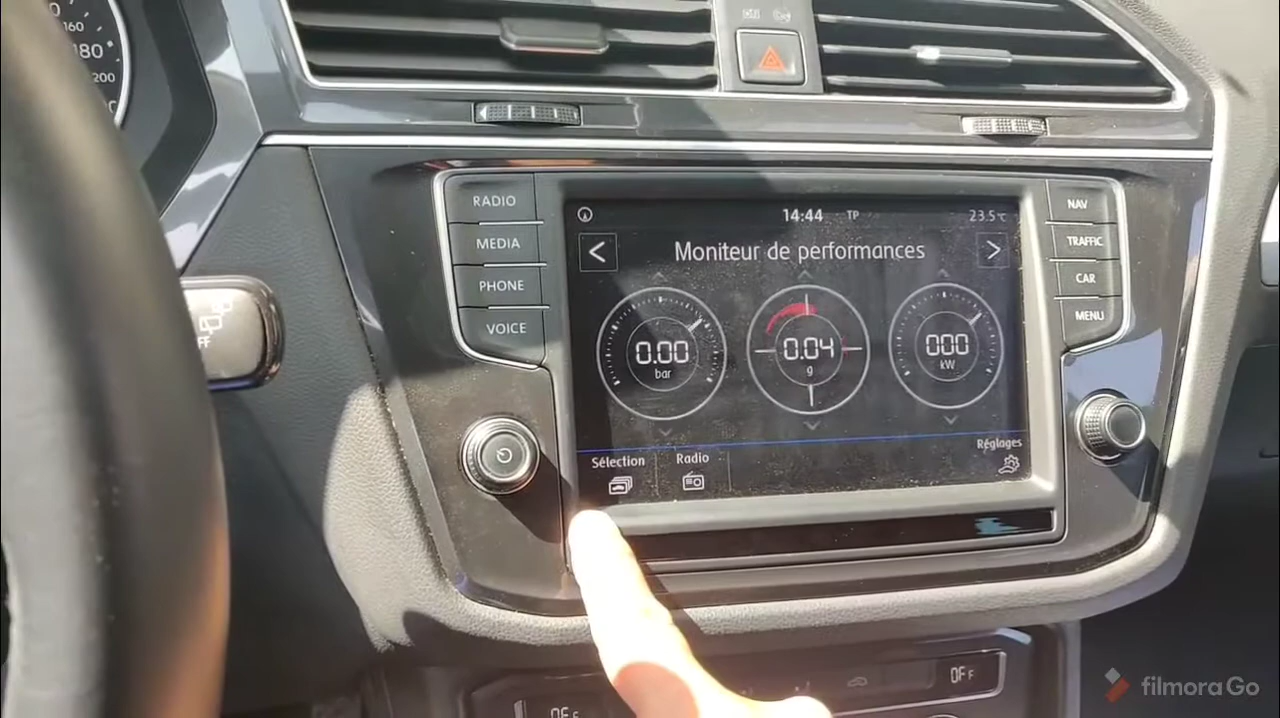 160
180
200
RADIO
MEDIA
PHONE
VOICE
14:44 TP 23.5°C
Moniteur de performances
0.00
bar
0.04
g
000
kW
Sélection
Radio
Réglages
NAV
TRAFFIC
CAR
MENU
OFF
OFF
filmoraGo